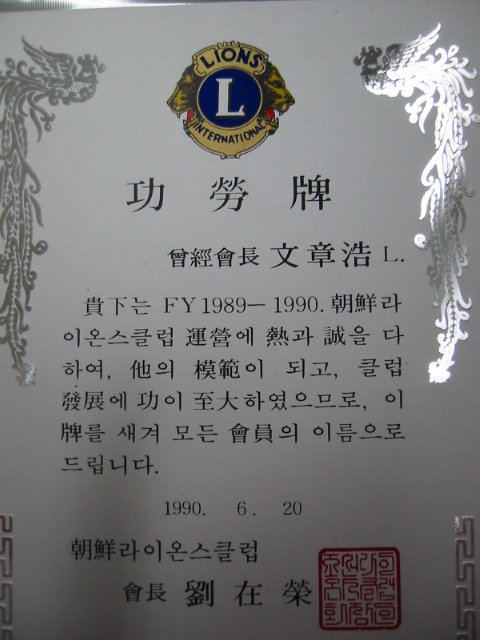 LIONS
L
INTERNATIONAL
功勞牌
曾經會長 文章浩 L.
貴下는 FY 1989－1990. 朝鮮라
이온스클럽 運營에 熱과 誠을 다
하여, 他의 模範이 되고, 클럽
發展에 功이 至大하였으므로, 이
牌를 새겨 모든 會員의 이름으로
드립니다.
1990. 6. 20
朝鮮라이온스클럽
會長 劉在榮